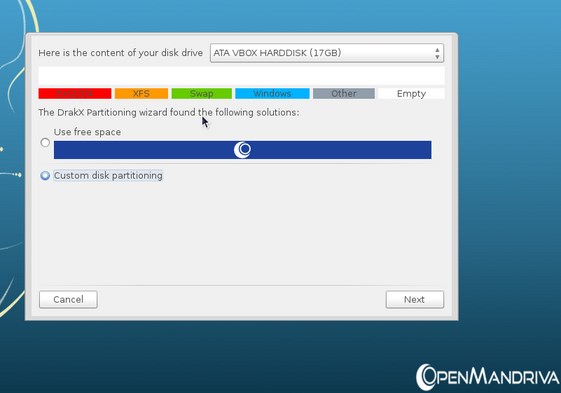 Here is the content of your disk drive ATA VBOX HARDDISK (17GB)
XFS Swap Windows Other Empty
The DrakX Partitioning wizard found the following solutions:
Use free space
Custom disk partitioning
Cancel Next
OPENMANDRIVA